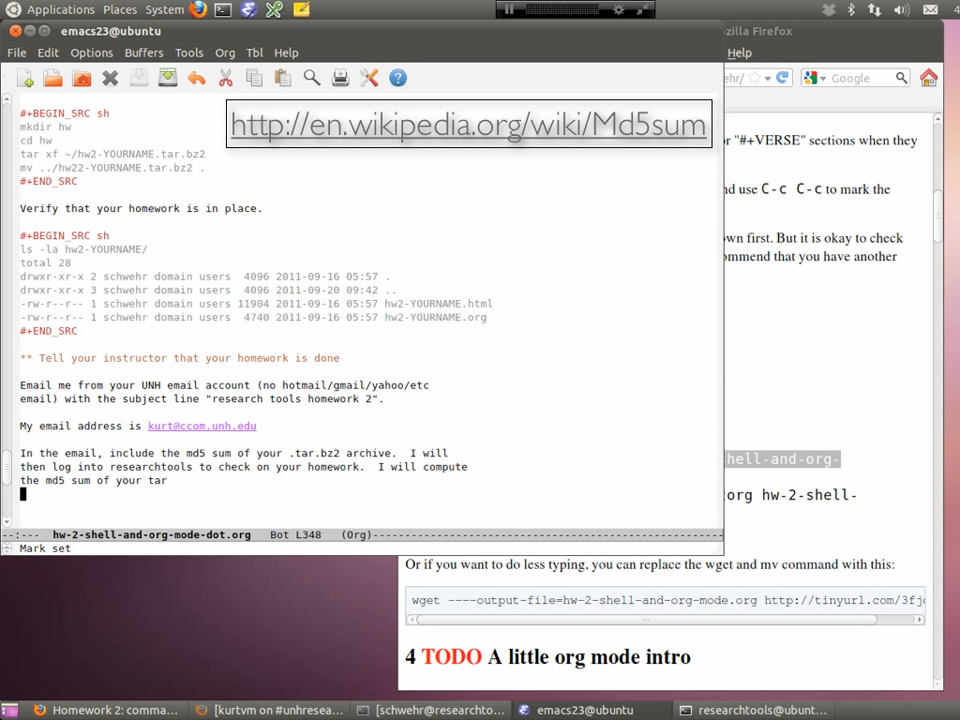 Applications Places System
emacs23@ubuntu
zilla Firefox
File Edit Options Buffers Tools Org Tbl Help
Help
ehr/
Google
http://en.wikipedia.org/wiki/Md5sum
#+BEGIN_SRC sh
mkdir hw
cd hw
tar xf ~/hw2-YOURNAME.tar.bz2
mv ../hw22-YOURNAME.tar.bz2 .
#+END_SRC
Verify that your homework is in place.
#+BEGIN_SRC sh
ls -la hw2-YOURNAME/
total 28
drwxr-xr-x 2 schwehr domain users  4096 2011-09-16 05:57 .
drwxr-xr-x 3 schwehr domain users  4096 2011-09-20 09:42 ..
-rw-r--r-- 1 schwehr domain users 11904 2011-09-16 05:57 hw2-YOURNAME.html
-rw-r--r-- 1 schwehr domain users  4740 2011-09-16 05:57 hw2-YOURNAME.org
#+END_SRC
** Tell your instructor that your homework is done
Email me from your UNH email account (no hotmail/gmail/yahoo/etc
email) with the subject line "research tools homework 2".
My email address is kurt@ccom.unh.edu
In the email, include the md5 sum of your .tar.bz2 archive.  I will
then log into researchtools to check on your homework.  I will compute
the md5 sum of your tar
--:--- hw-2-shell-and-org-mode-dot.org Bot L348 (Org)
Mark set
or "#+VERSE" sections when they
nd use C-c C-c to mark the
own first. But it is okay to check
ommend that you have another
shell-and-org-
org hw-2-shell-
Or if you want to do less typing, you can replace the wget and mv command with this:
wget ----output-file=hw-2-shell-and-org-mode.org http://tinyurl.com/3fj
4 TODO A little org mode intro
Homework 2: comma...
[kurtvm on #unhresea...
[schwehr@researchto...
emacs23@ubuntu
researchtools@ubunt...